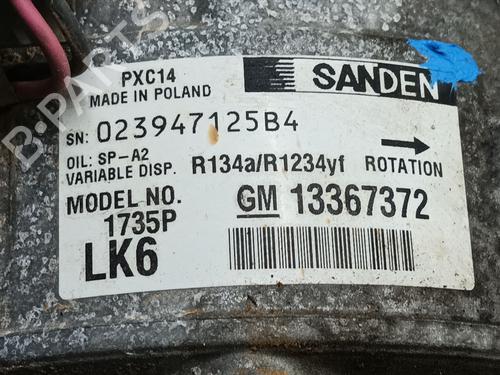 PXC14
MADE IN POLAND
SANDEN
SN: 023947125B4
OIL: SP-A2
VARIABLE DISP. R134a/R1234yf ROTATION
MODEL NO. GM 13367372
1735P
LK6
B-PARTS